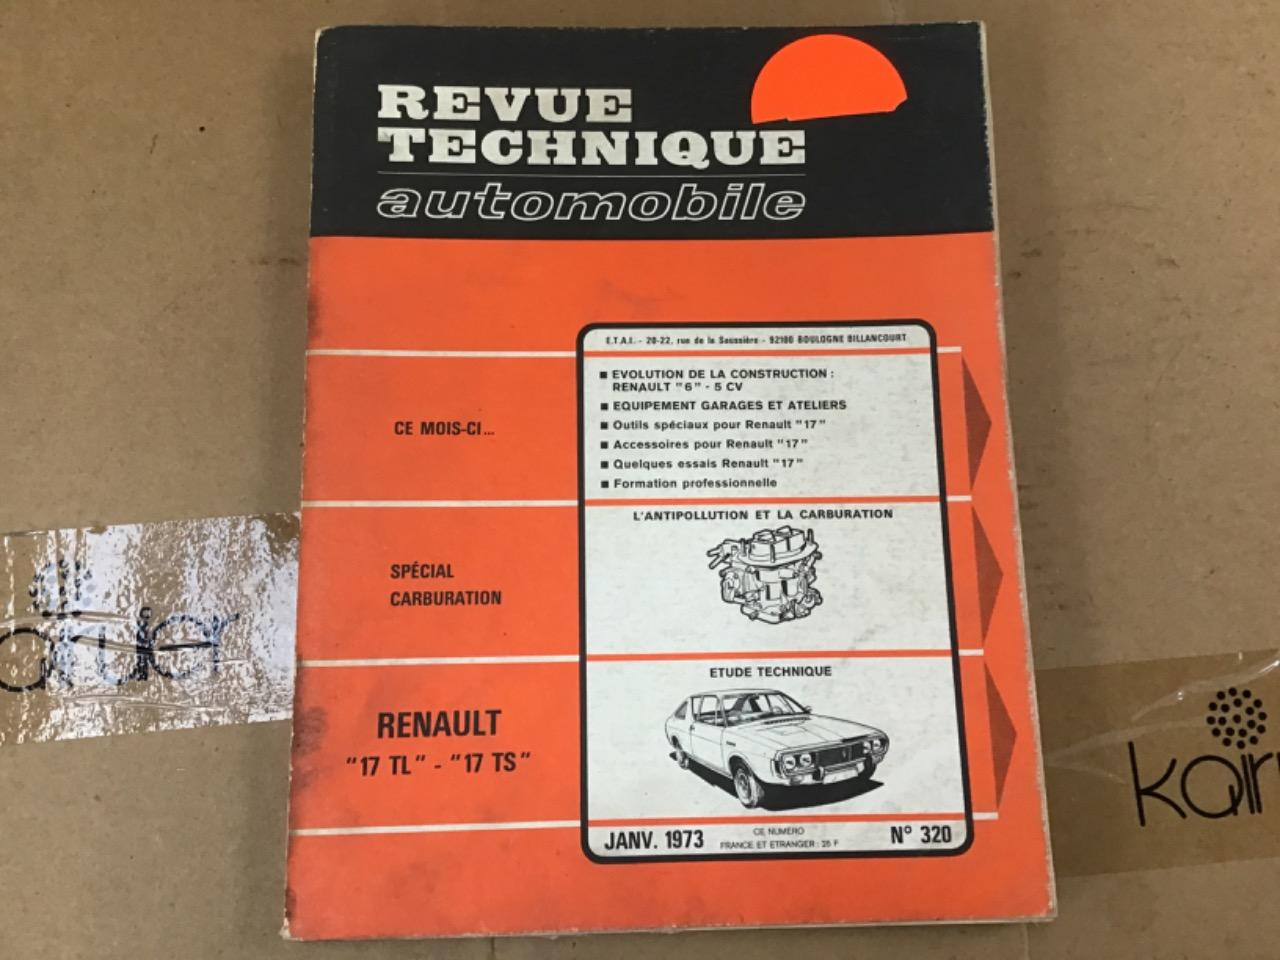 REVUE
TECHNIQUE
automobile
E.T.A.I. - 20-22, rue de la Saussière - 92100 BOULOGNE BILLANCOURT
CE MOIS-CI...
■ EVOLUTION DE LA CONSTRUCTION :
RENAULT "6" - 5 CV
■ EQUIPEMENT GARAGES ET ATELIERS
■ Outils spéciaux pour Renault "17"
■ Accessoires pour Renault "17"
■ Quelques essais Renault "17"
■ Formation professionnelle
SPÉCIAL
CARBURATION
L'ANTIPOLLUTION ET LA CARBURATION
RENAULT
"17 TL" - "17 TS"
ETUDE TECHNIQUE
JANV. 1973
CE NUMERO
FRANCE ET ETRANGER : 25 F
N° 320